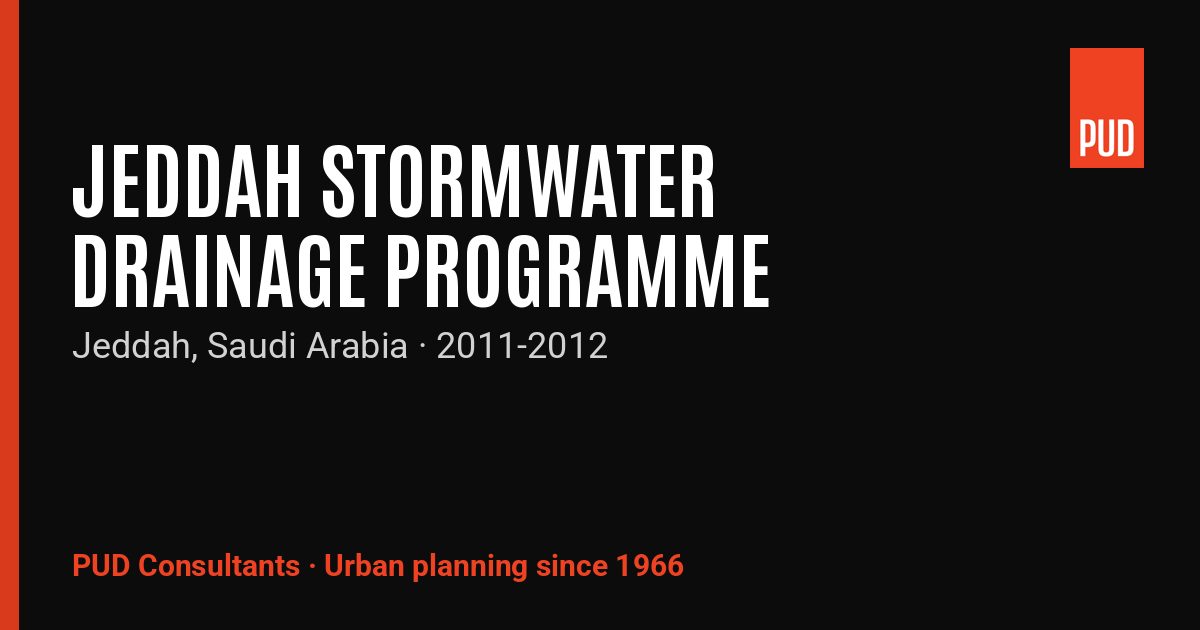 PUD
JEDDAH STORMWATER
DRAINAGE PROGRAMME
Jeddah, Saudi Arabia · 2011-2012
PUD Consultants · Urban planning since 1966